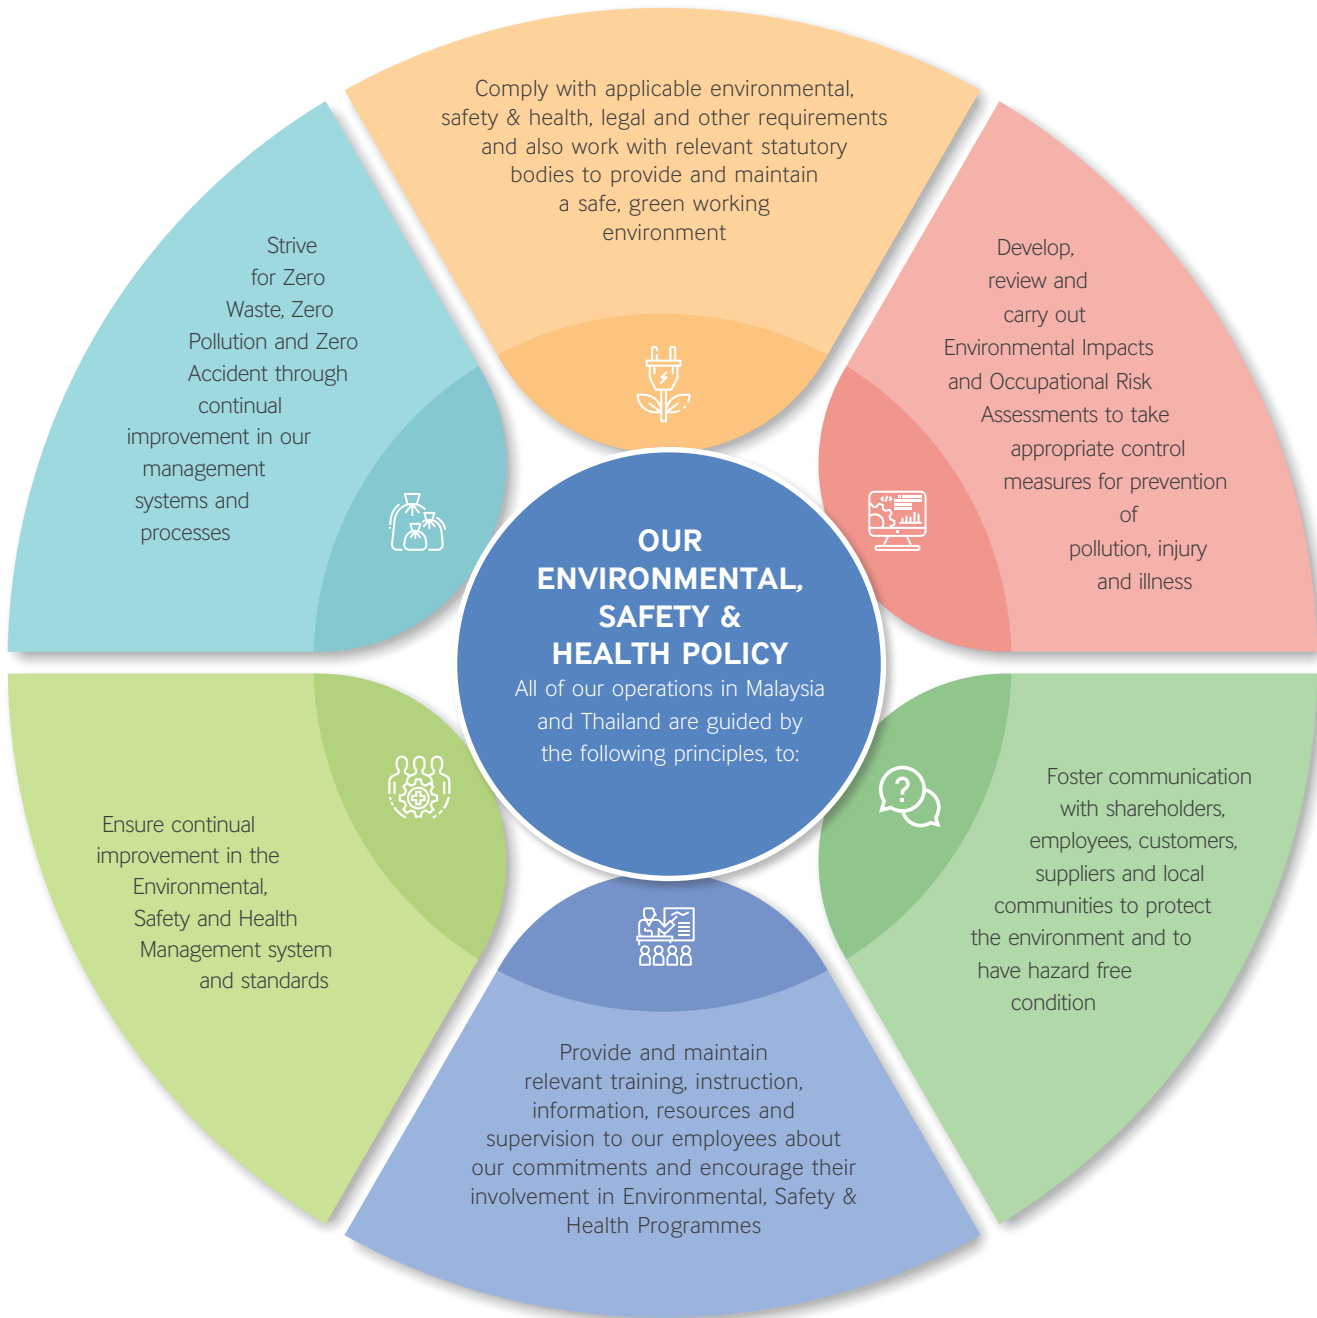 Comply with applicable environmental,
safety & health, legal and other requirements
and also work with relevant statutory
bodies to provide and maintain
a safe, green working
environment
Develop,
review and
carry out
Environmental Impacts
and Occupational Risk
Assessments to take
appropriate control
measures for prevention
of
pollution, injury
and illness
Foster communication
with shareholders,
employees, customers,
suppliers and local
communities to protect
the environment and to
have hazard free
condition
Provide and maintain
relevant training, instruction,
information, resources and
supervision to our employees about
our commitments and encourage their
involvement in Environmental, Safety &
Health Programmes
Ensure continual
improvement in the
Environmental,
Safety and Health
Management system
and standards
Strive
for Zero
Waste, Zero
Pollution and Zero
Accident through
continual
improvement in our
management
systems and
processes
OUR
ENVIRONMENTAL,
SAFETY &
HEALTH POLICY
All of our operations in Malaysia
and Thailand are guided by
the following principles, to:
?